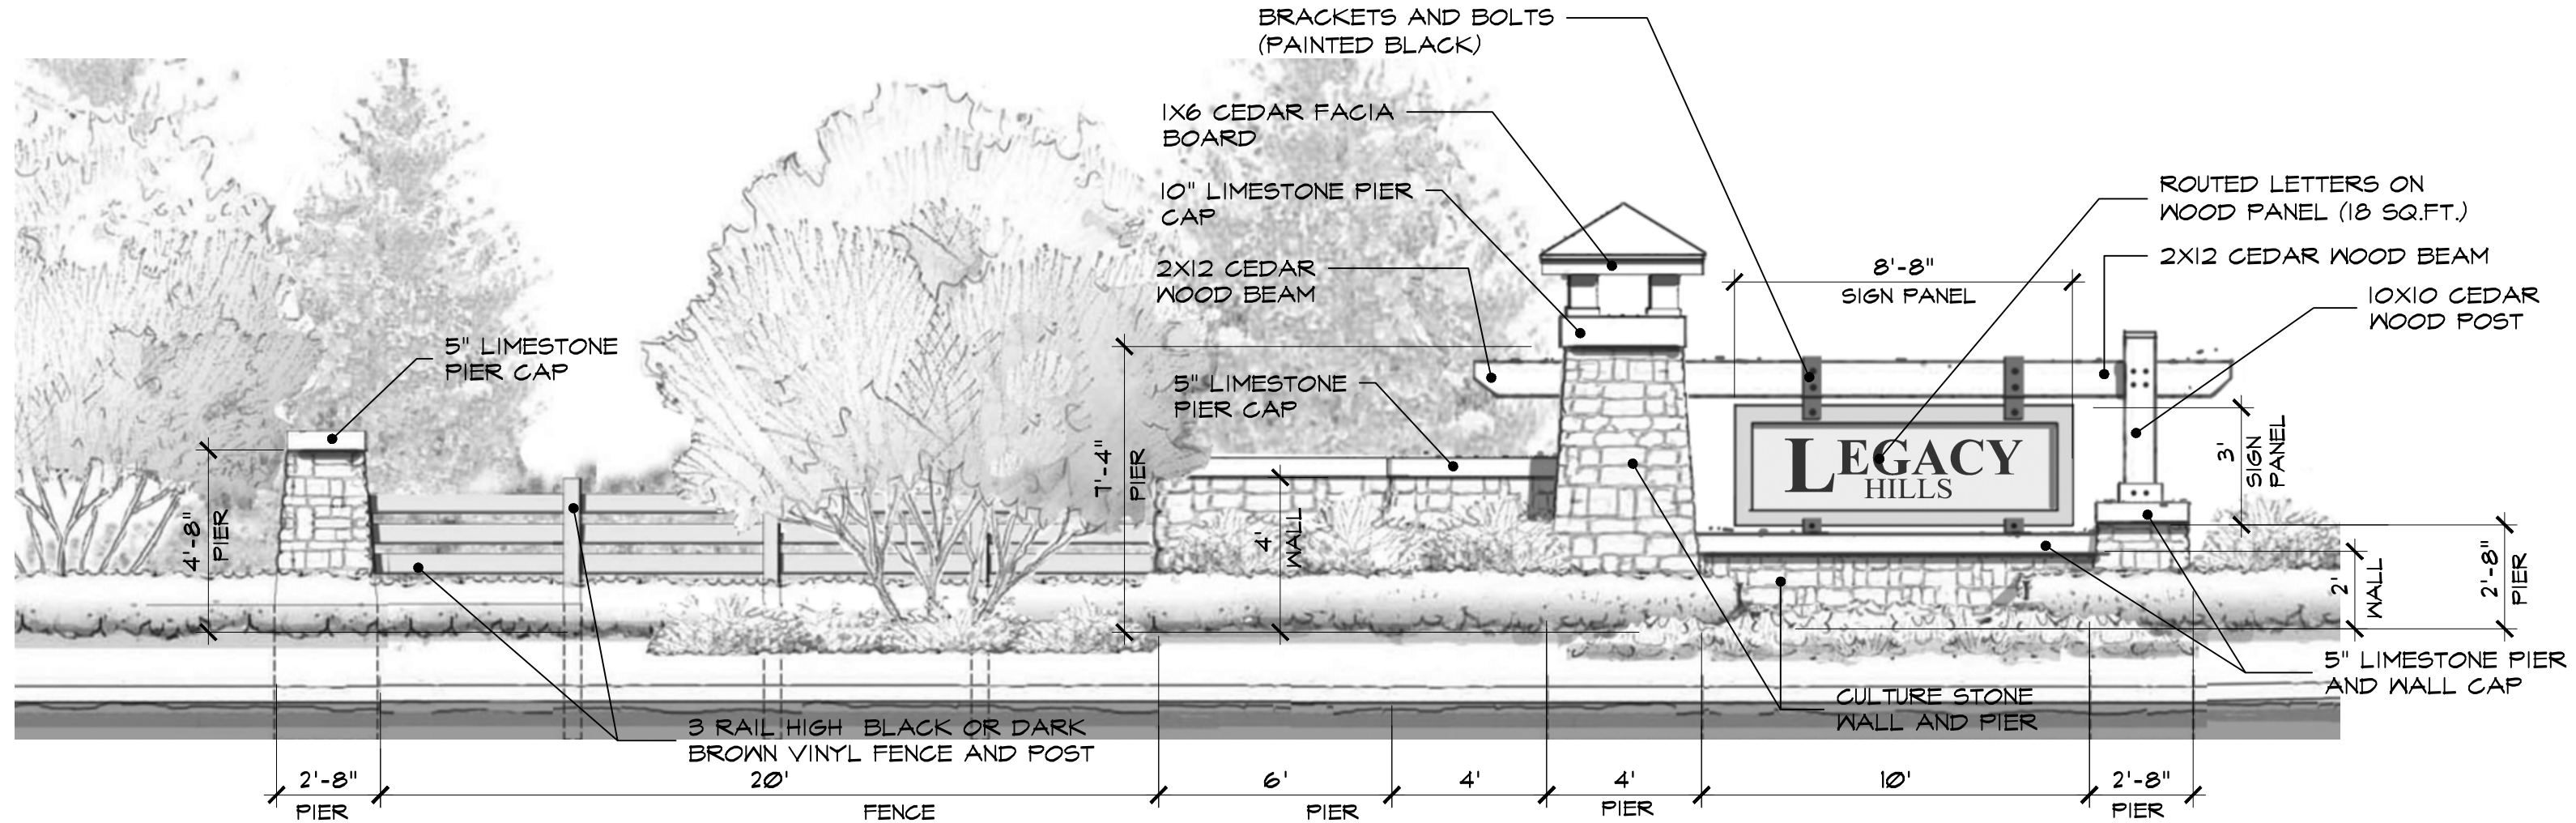 BRACKETS AND BOLTS
(PAINTED BLACK)
1X6 CEDAR FACIA
BOARD
10" LIMESTONE PIER
CAP
2X12 CEDAR
WOOD BEAM
5" LIMESTONE
PIER CAP
5" LIMESTONE
PIER CAP
ROUTED LETTERS ON
WOOD PANEL (18 SQ.FT.)
2X12 CEDAR WOOD BEAM
10X10 CEDAR
WOOD POST
8'-8"
SIGN PANEL
LEGACY
HILLS
3'
SIGN
PANEL
4'-8"
PIER
7'-4"
PIER
4'
WALL
2'
WALL
2'-8"
PIER
5" LIMESTONE PIER
AND WALL CAP
CULTURE STONE
WALL AND PIER
3 RAIL HIGH BLACK OR DARK
BROWN VINYL FENCE AND POST
2'-8"
PIER
20'
FENCE
6'
PIER
4'
4'
PIER
10'
2'-8"
PIER